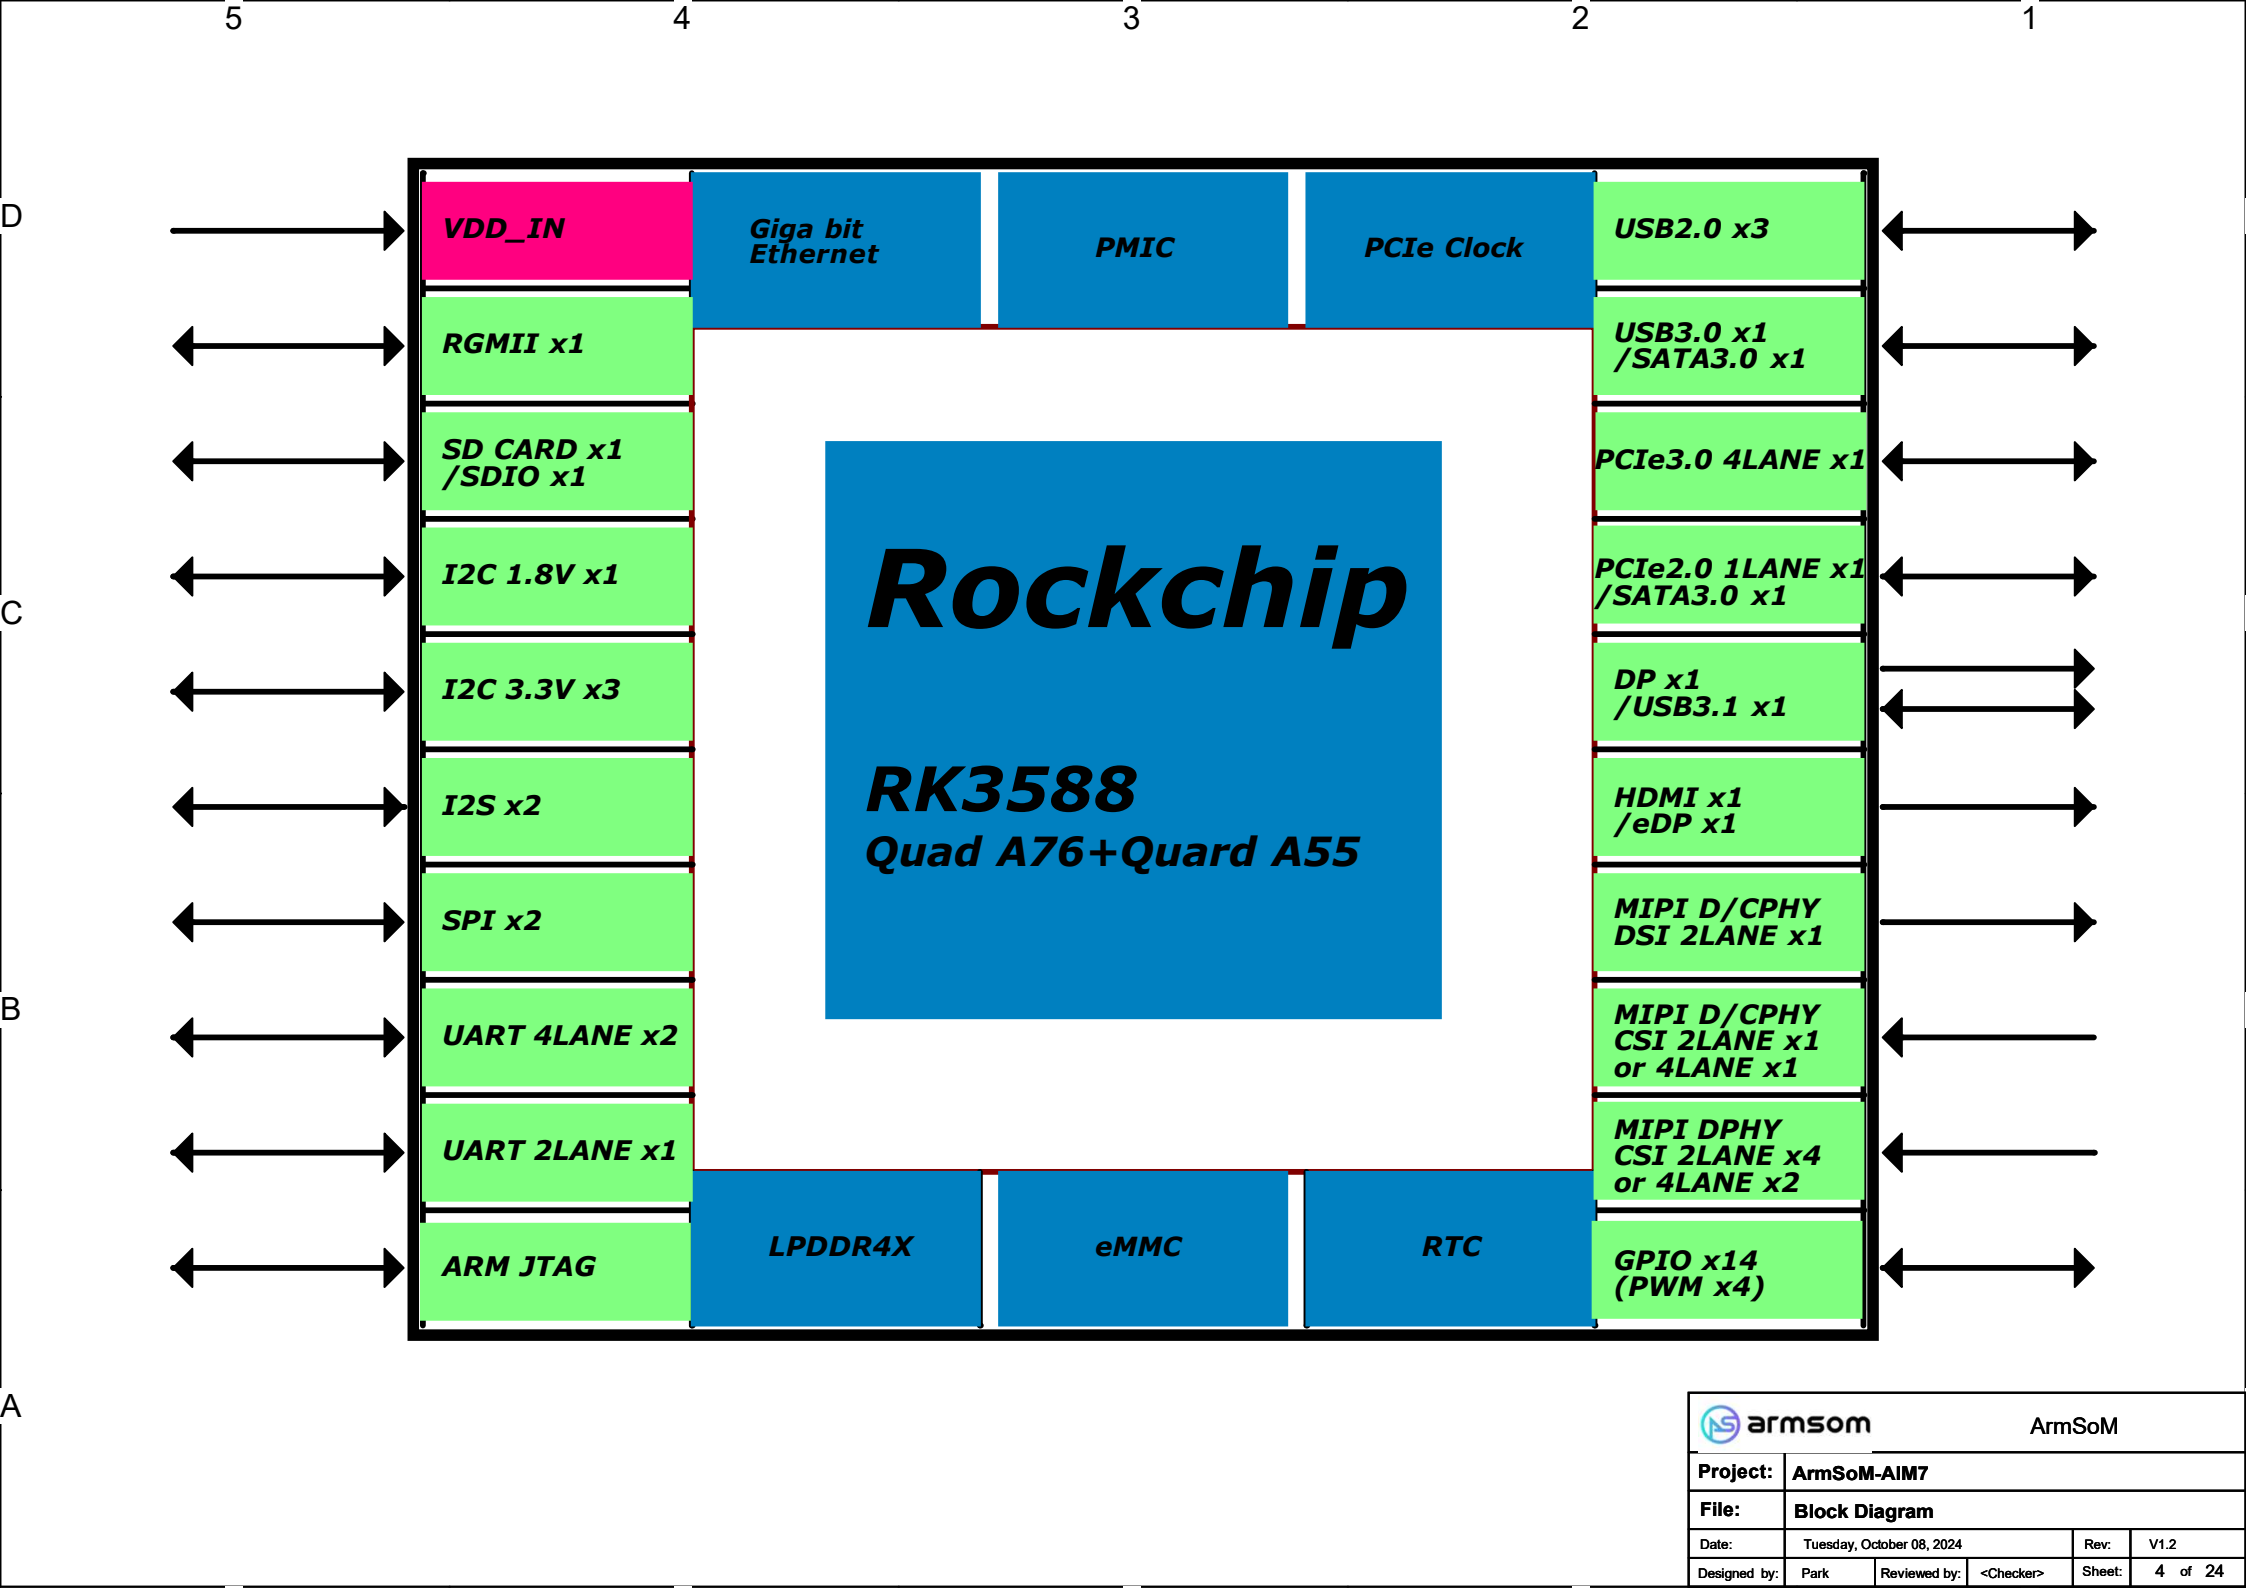 5 4 3 2 1
D
C
B
A
VDD_IN
RGMII x1
SD CARD x1
/SDIO x1
I2C 1.8V x1
I2C 3.3V x3
I2S x2
SPI x2
UART 4LANE x2
UART 2LANE x1
ARM JTAG
Giga bit
Ethernet
PMIC
PCIe Clock
Rockchip
RK3588
Quad A76+Quard A55
LPDDR4X
eMMC
RTC
USB2.0 x3
USB3.0 x1
/SATA3.0 x1
PCIe3.0 4LANE x1
PCIe2.0 1LANE x1
/SATA3.0 x1
DP x1
/USB3.1 x1
HDMI x1
/eDP x1
MIPI D/CPHY
DSI 2LANE x1
MIPI D/CPHY
CSI 2LANE x1
or 4LANE x1
MIPI DPHY
CSI 2LANE x4
or 4LANE x2
GPIO x14
(PWM x4)
armsom ArmSoM
Project: ArmSoM-AIM7
File: Block Diagram
Date: Tuesday, October 08, 2024 Rev: V1.2
Designed by: Park Reviewed by: <Checker> Sheet: 4 of 24